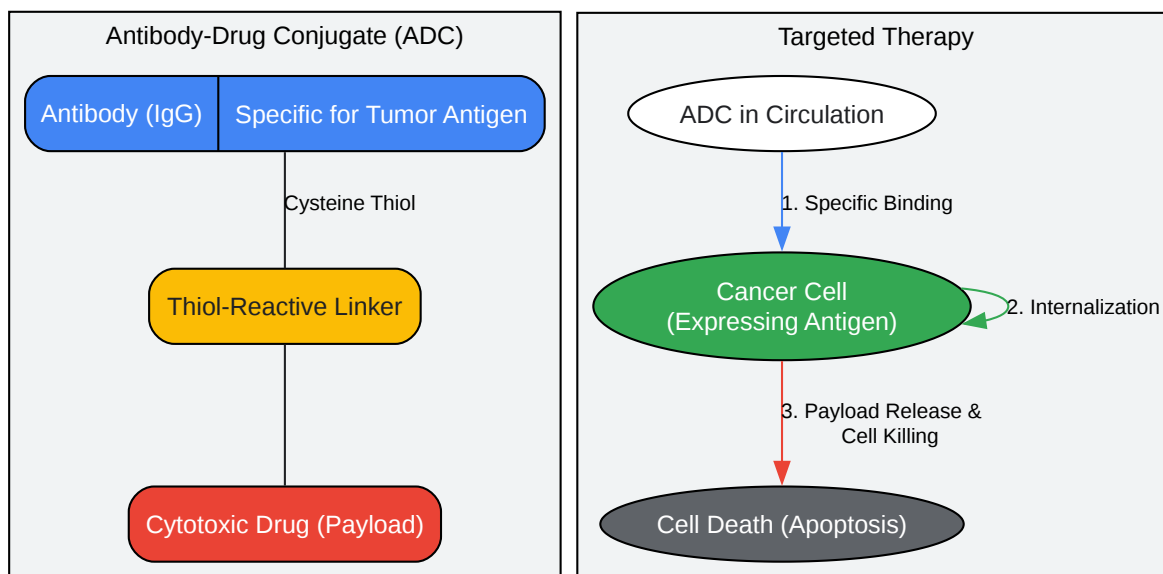 Antibody-Drug Conjugate (ADC)
Antibody (IgG)
Specific for Tumor Antigen
Cysteine Thiol
Thiol-Reactive Linker
Cytotoxic Drug (Payload)
Targeted Therapy
ADC in Circulation
1. Specific Binding
Cancer Cell
(Expressing Antigen)
2. Internalization
3. Payload Release &
Cell Killing
Cell Death (Apoptosis)